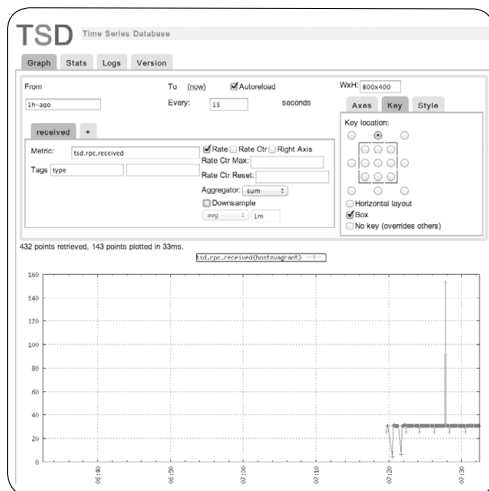 TSD Time Series Database
Graph Stats Logs Version
From To (now) Autoreload WxH: 800x400
1h-ago Every: 15 seconds
Axes Key Style
received +
Key location:
Metric: tsd.rpc.received Rate Rate Ctr Right Axis
Rate Ctr Max:
Tags type
Rate Ctr Reset:
Aggregator: sum
Downsample
avg 1m
Horizontal layout
Box
No key (overrides others)
432 points retrieved, 143 points plotted in 33ms.
tsd.rpc.received{host=vagrant}
160
140
120
100
80
60
40
20
0
06:40 06:50 07:00 07:10 07:20 07:30